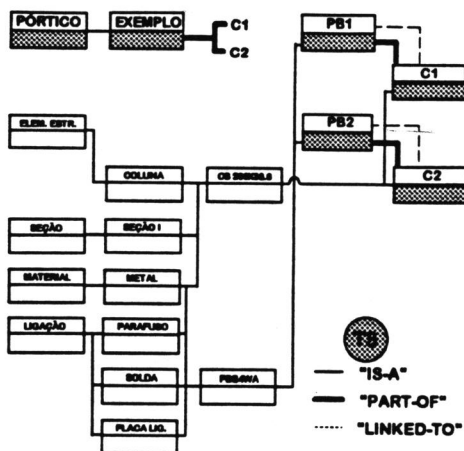 PÓRTICO
EXEMPLO
C1
C2
PB1
C1
PB2
C2
ELEM. ESTR.
COLUNA
SEÇÃO
SEÇÃO I
MATERIAL
METAL
LIGAÇÃO
PARAFUSO
SOLDA
PLACA LIG.
TS
"IS-A"
"PART-OF"
"LINKED-TO"